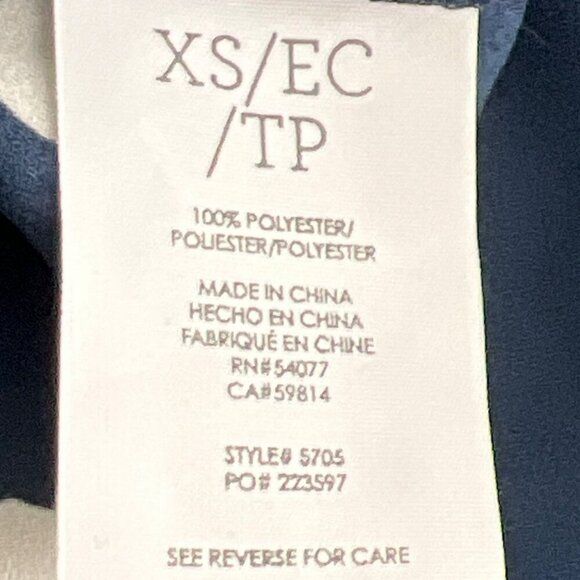 XS/EC
/TP
100% POLYESTER/
POLIESTER/POLYESTER
MADE IN CHINA
HECHO EN CHINA
FABRIQUÉ EN CHINE
RN# 54077
CA# 59814
STYLE# 5705
PO# 223597
SEE REVERSE FOR CARE